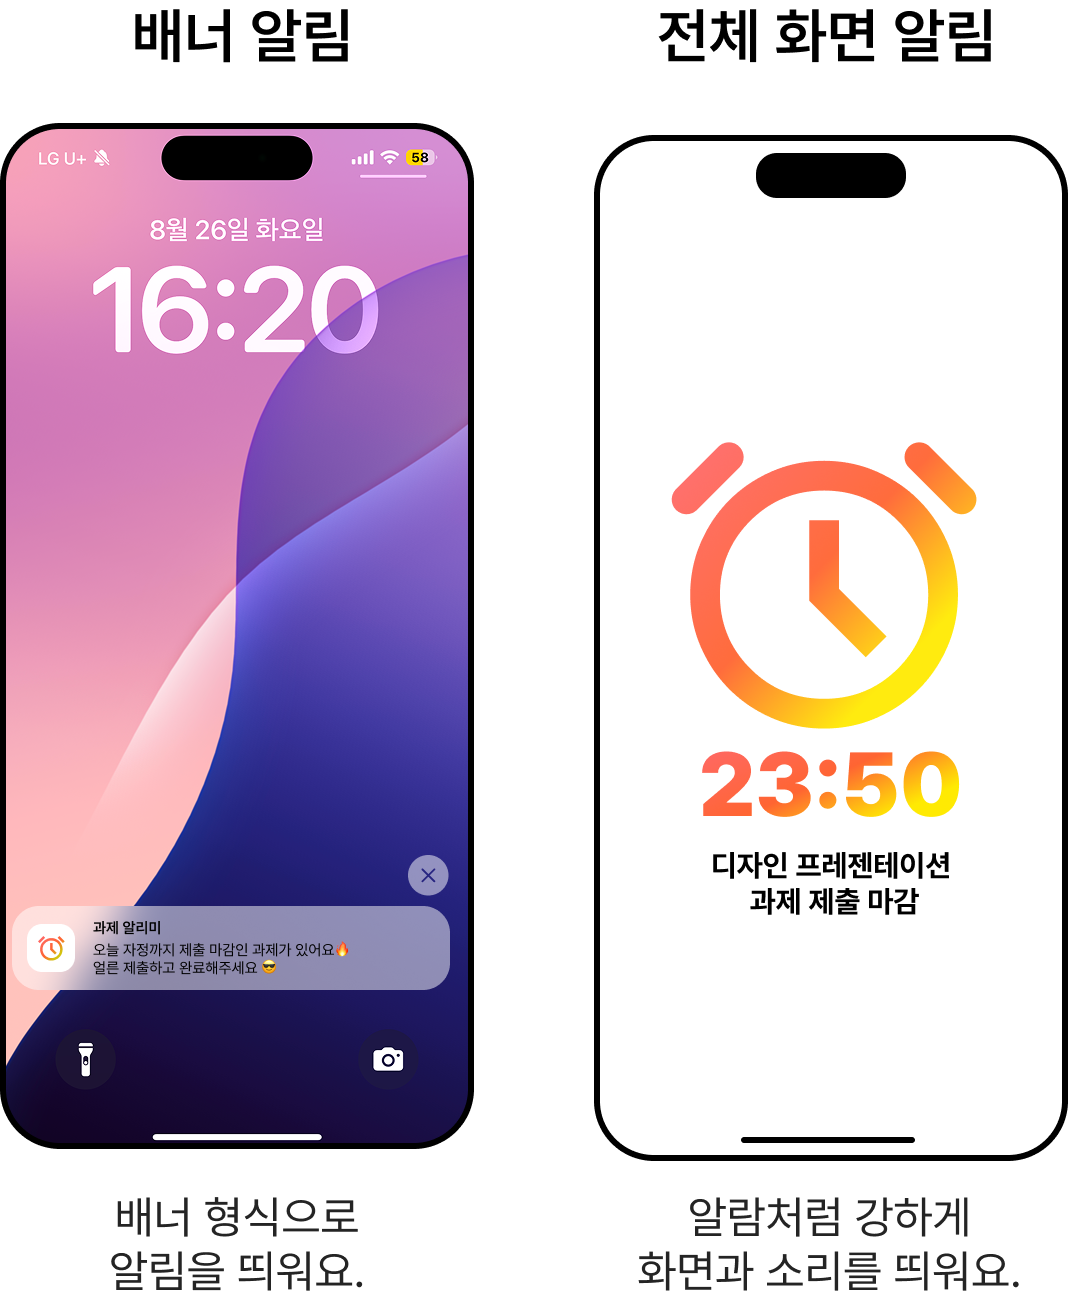 배너 알림
전체 화면 알림
LG U+
58
8월 26일 화요일
16:20
과제 알리미
오늘 자정까지 제출 마감인 과제가 있어요🔥
얼른 제출하고 완료해주세요 😎
23:50
디자인 프레젠테이션
과제 제출 마감
배너 형식으로
알림을 띄워요.
알람처럼 강하게
화면과 소리를 띄워요.